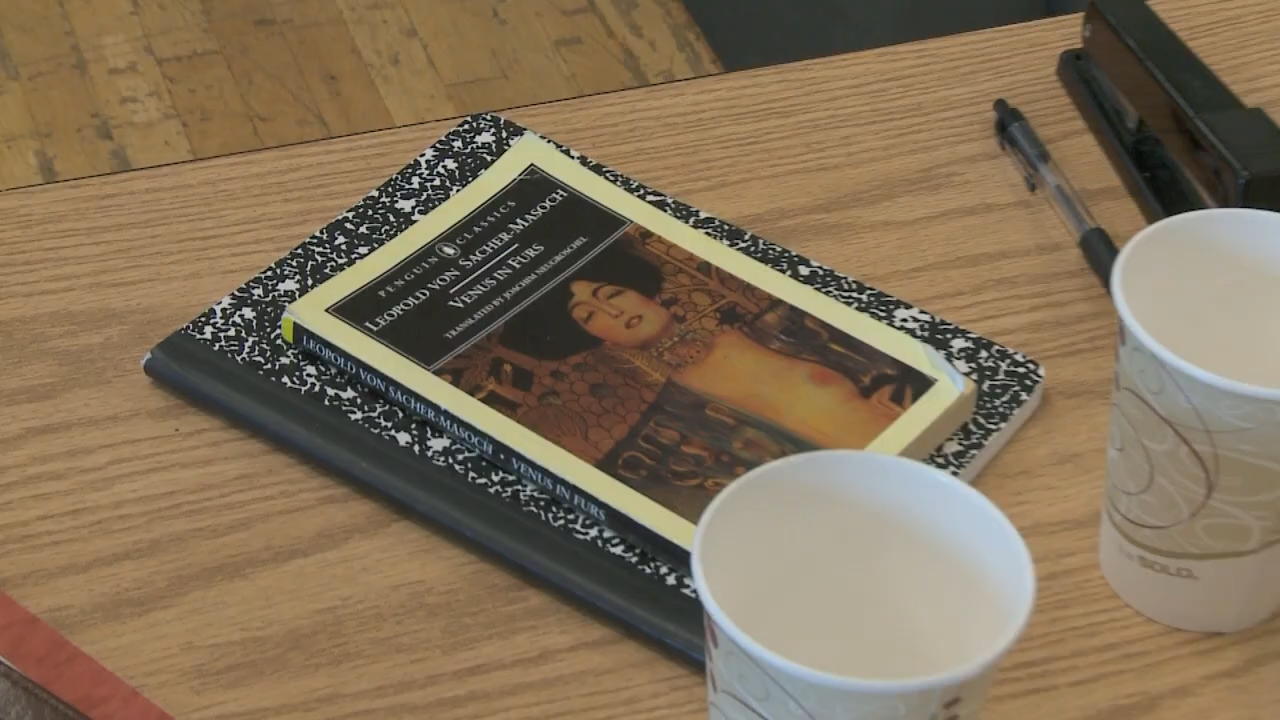 PENGUIN CLASSICS
LEOPOLD VON SACHER-MASOCH
VENUS IN FURS
TRANSLATED BY JOACHIM NEUGROSCHEL
LEOPOLD VON SACHER-MASOCH · VENUS IN FURS
SOLO